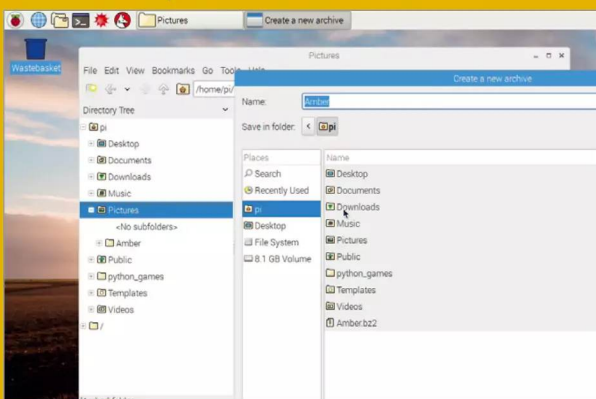 Pictures
Create a new archive
Wastebasket
Pictures
File Edit View Bookmarks Go Tools Help
/home/pi/
Directory Tree
pi
Desktop
Documents
Downloads
Music
Pictures
<No subfolders>
Amber
Public
python_games
Templates
Videos
/
Create a new archive
Name:
Amber
Save in folder:
pi
Places
Search
Recently Used
pi
Desktop
File System
8.1 GB Volume
Name
Desktop
Documents
Downloads
Music
Pictures
Public
python_games
Templates
Videos
Amber.bz2